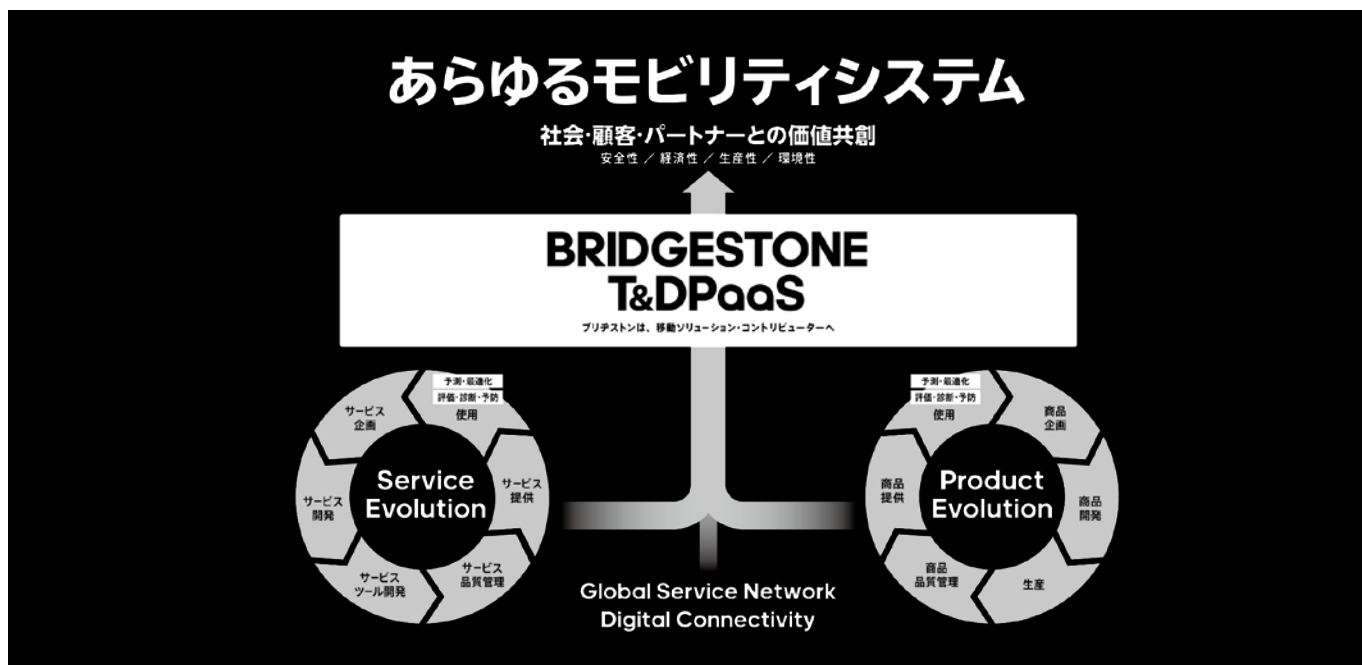 あらゆるモビリティシステム
社会・顧客・パートナーとの価値共創
安全性 ／ 経済性 ／ 生産性 ／ 環境性
BRIDGESTONE
T&DPaaS
ブリヂストンは、移動ソリューション・コントリビューターへ
Service
Evolution
予測・最適化
評価・診断・予防
使用
サービス
提供
サービス
品質管理
サービス
ツール開発
サービス
開発
サービス
企画
Product
Evolution
予測・最適化
評価・診断・予防
使用
商品
企画
商品
開発
生産
商品
品質管理
商品
提供
Global Service Network
Digital Connectivity